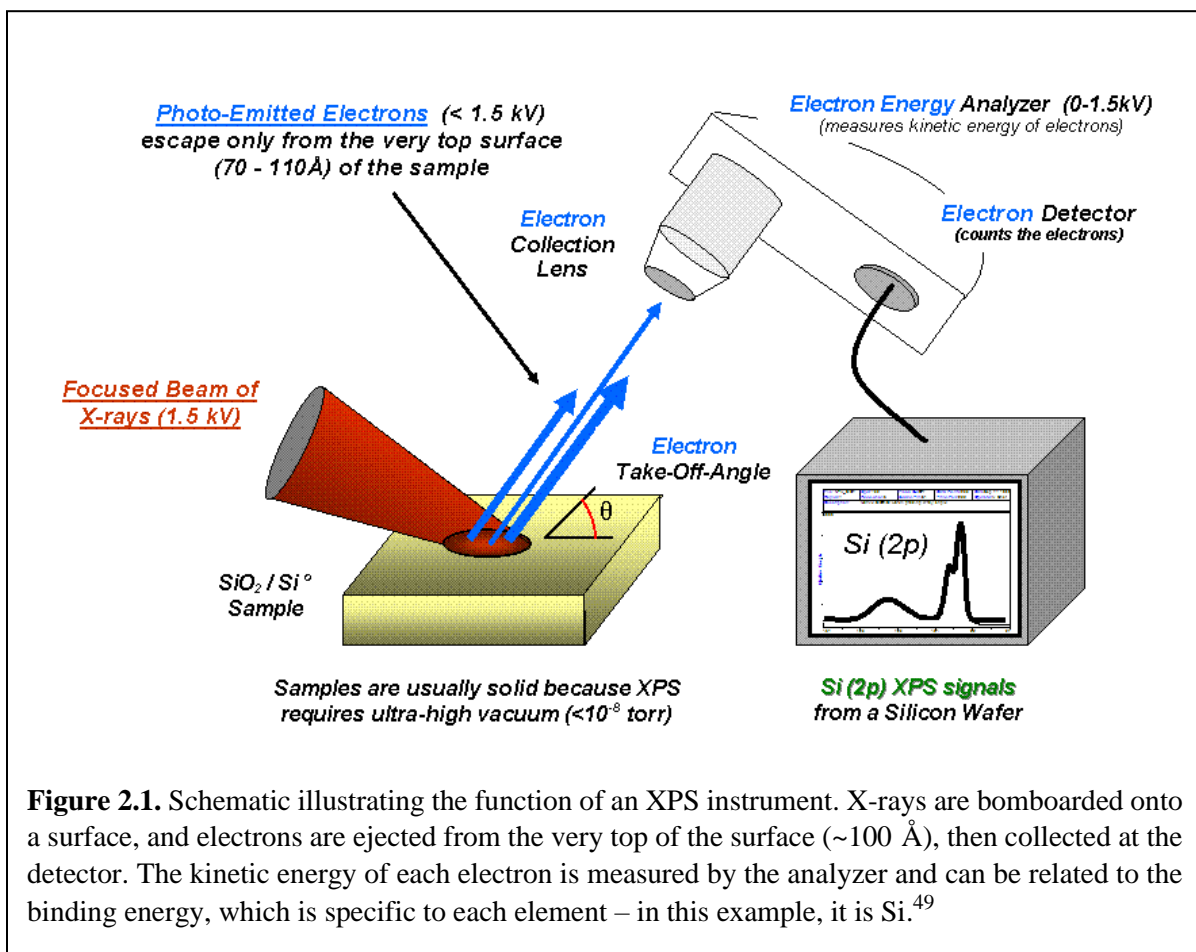 Photo-Emitted Electrons (< 1.5 kV)
escape only from the very top surface
(70 - 110Å) of the sample
Electron Energy Analyzer (0-1.5kV)
(measures kinetic energy of electrons)
Electron
Collection
Lens
Electron Detector
(counts the electrons)
Focused Beam of
X-rays (1.5 kV)
Electron
Take-Off-Angle
θ
SiO₂ / Si°
Sample
Si (2p)
Samples are usually solid because XPS
requires ultra-high vacuum (<10⁻⁸ torr)
Si (2p) XPS signals
from a Silicon Wafer
Figure 2.1. Schematic illustrating the function of an XPS instrument. X-rays are bomboarded onto
a surface, and electrons are ejected from the very top of the surface (~100 Å), then collected at the
detector. The kinetic energy of each electron is measured by the analyzer and can be related to the
binding energy, which is specific to each element – in this example, it is Si.⁴⁹